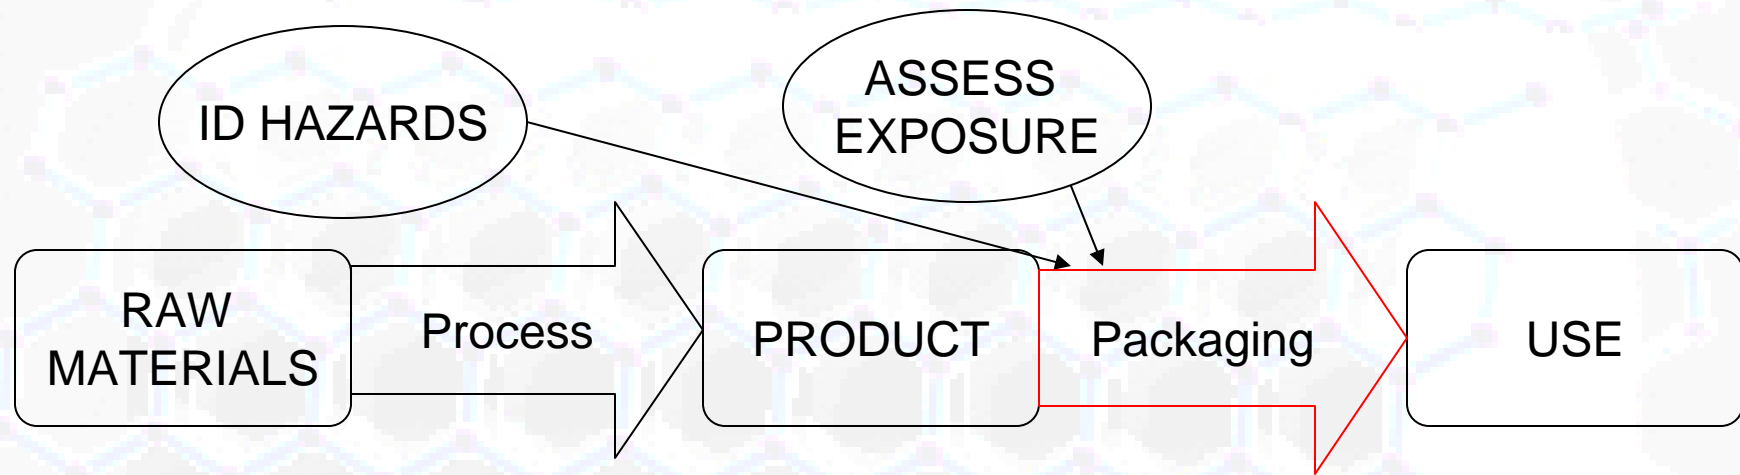 ID HAZARDS
ASSESS
EXPOSURE
RAW
MATERIALS
Process
PRODUCT
Packaging
USE